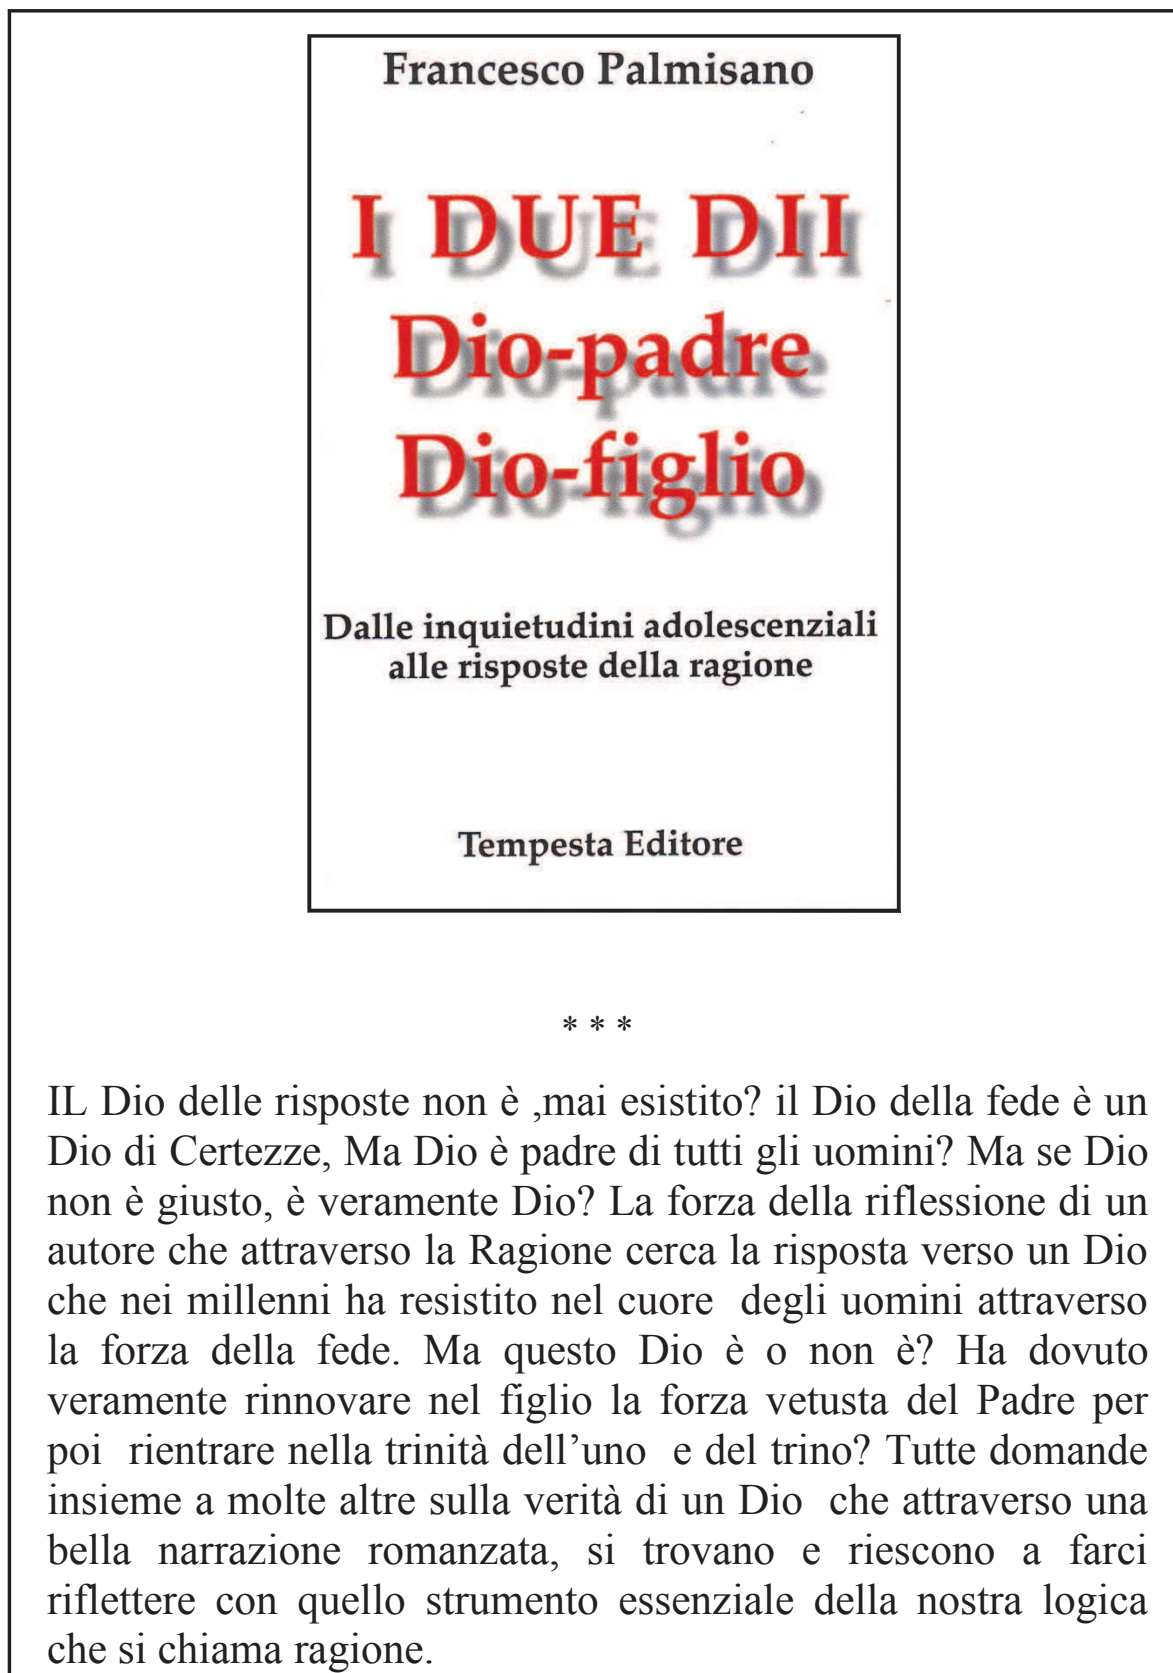 Francesco Palmisano
I DUE DII
Dio-padre
Dio-figlio
Dalle inquietudini adolescenziali
alle risposte della ragione
Tempesta Editore
* * *
IL Dio delle risposte non è ,mai esistito? il Dio della fede è un
Dio di Certezze, Ma Dio è padre di tutti gli uomini? Ma se Dio
non è giusto, è veramente Dio? La forza della riflessione di un
autore che attraverso la Ragione cerca la risposta verso un Dio
che nei millenni ha resistito nel cuore  degli uomini attraverso
la forza della fede. Ma questo Dio è o non è? Ha dovuto
veramente rinnovare nel figlio la forza vetusta del Padre per
poi  rientrare nella trinità dell’uno  e del trino? Tutte domande
insieme a molte altre sulla verità di un Dio  che attraverso una
bella narrazione romanzata, si trovano e riescono a farci
riflettere con quello strumento essenziale della nostra logica
che si chiama ragione.